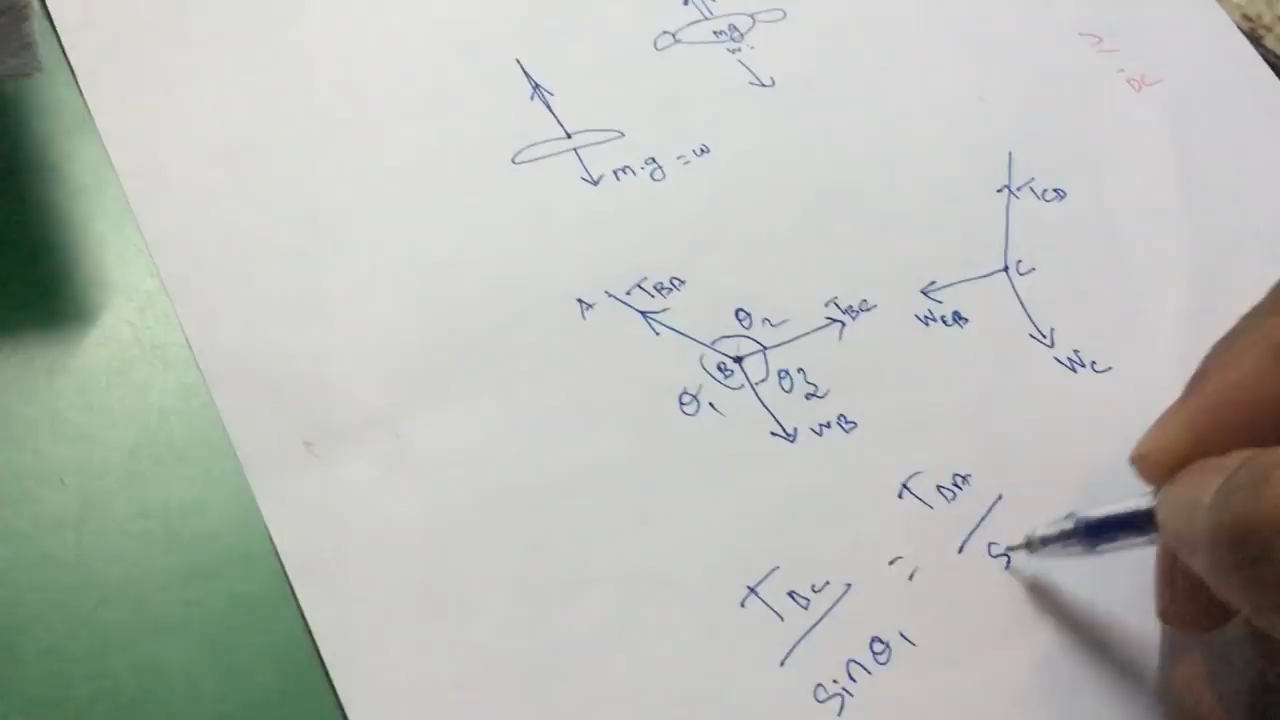 mg
m.g = w
TCD
C
A TBA
θ2
TBC
WCB
B
θ1
θ3
WC
WB
TBC/sinθ1 = TBA/S